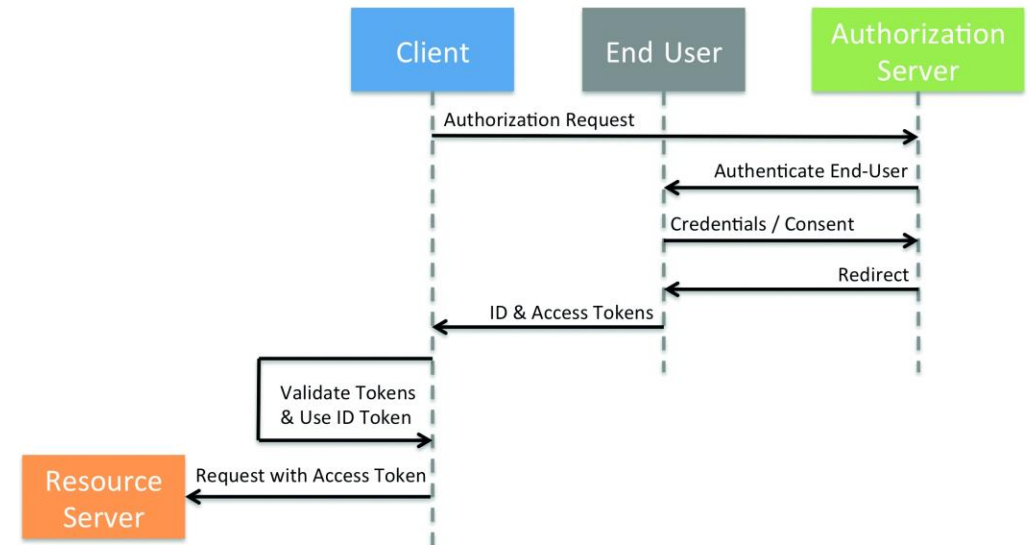 Client
End User
Authorization
Server
Authorization Request
Authenticate End-User
Credentials / Consent
Redirect
ID & Access Tokens
Validate Tokens
& Use ID Token
Request with Access Token
Resource
Server